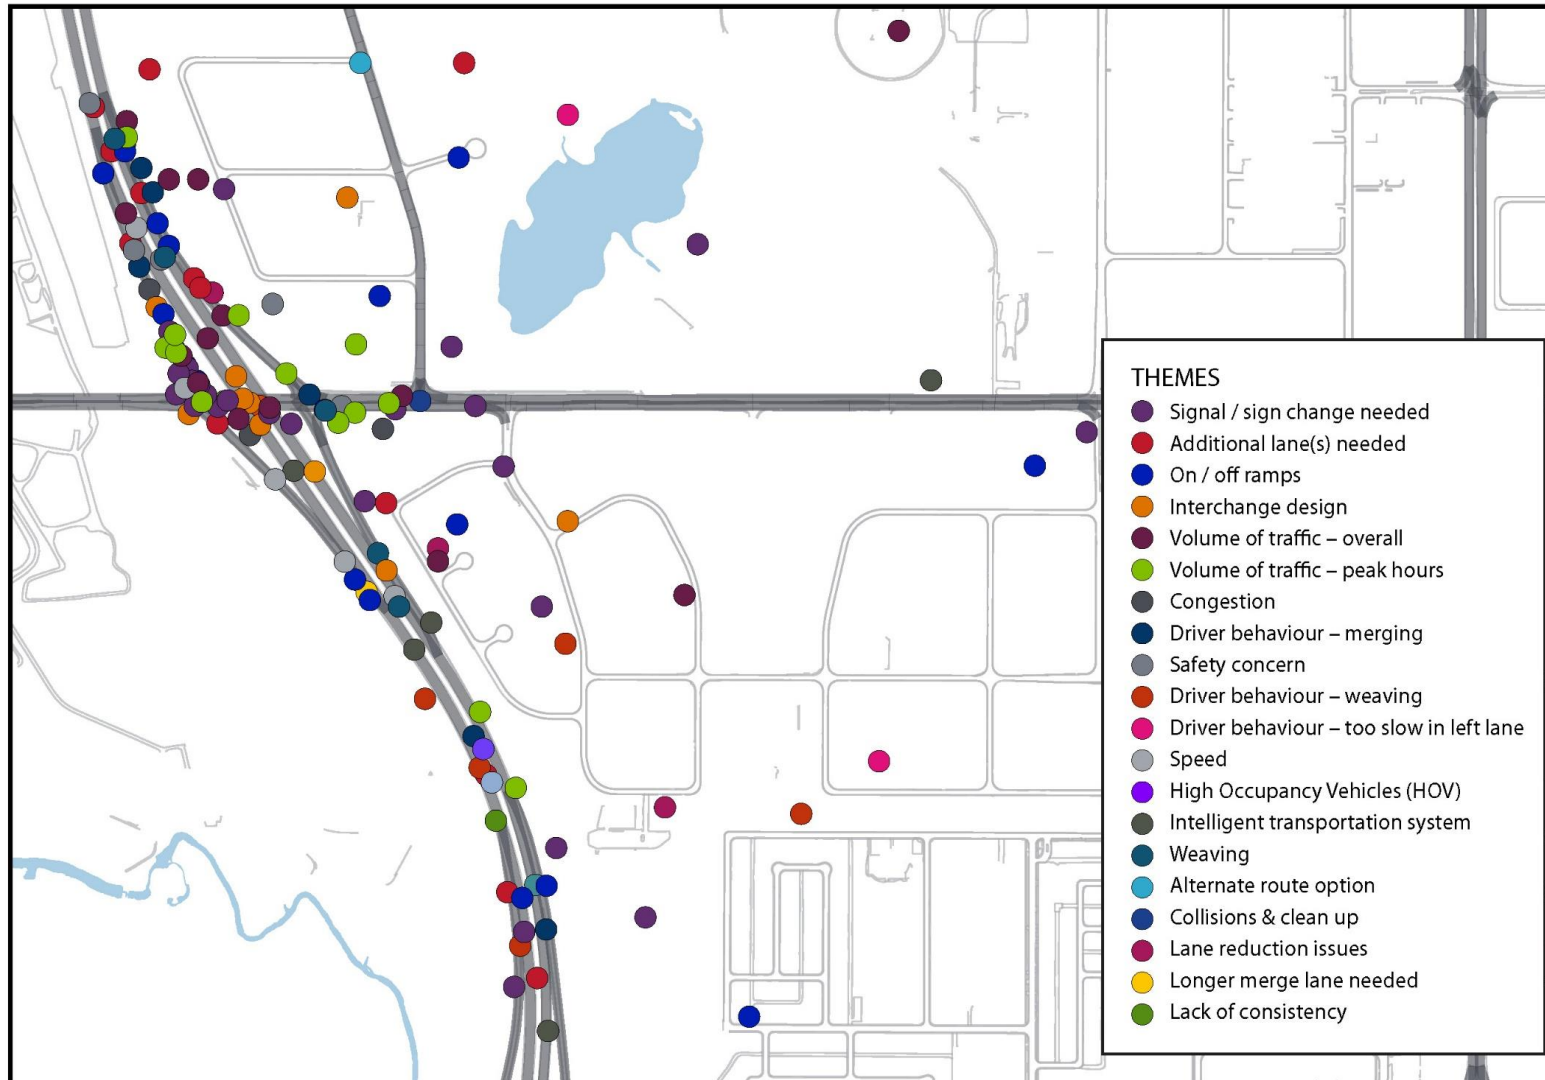 THEMES
Signal / sign change needed
Additional lane(s) needed
On / off ramps
Interchange design
Volume of traffic – overall
Volume of traffic – peak hours
Congestion
Driver behaviour – merging
Safety concern
Driver behaviour – weaving
Driver behaviour – too slow in left lane
Speed
High Occupancy Vehicles (HOV)
Intelligent transportation system
Weaving
Alternate route option
Collisions & clean up
Lane reduction issues
Longer merge lane needed
Lack of consistency